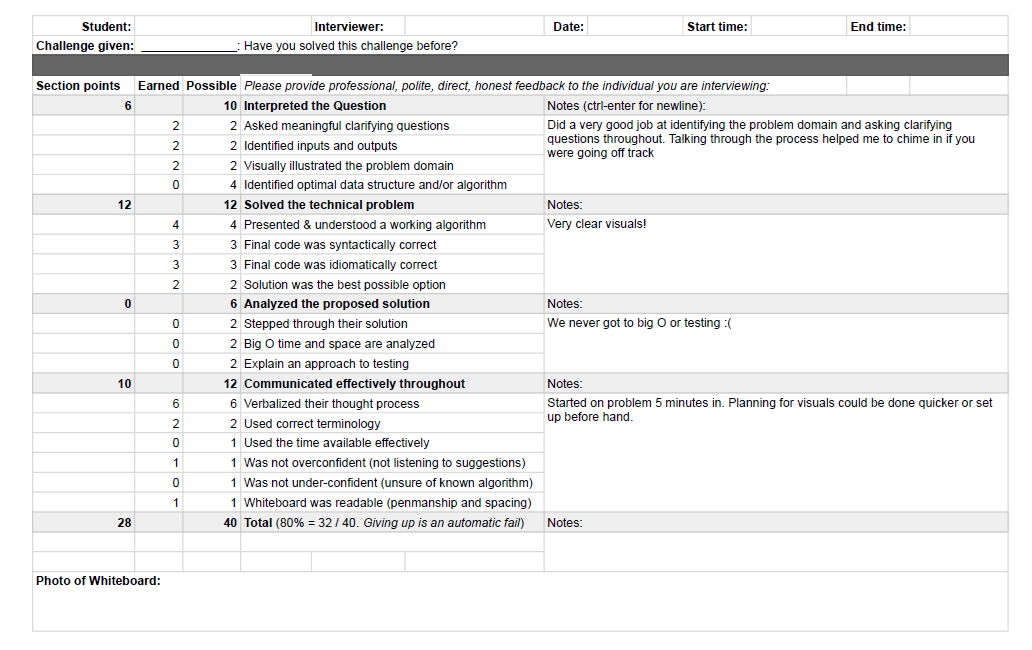 Student: Interviewer: Date: Start time: End time:
Challenge given: ______________: Have you solved this challenge before?
Section points Earned Possible Please provide professional, polite, direct, honest feedback to the individual you are interviewing:
6 10 Interpreted the Question Notes (ctrl-enter for newline):
2 2 Asked meaningful clarifying questions
2 2 Identified inputs and outputs
2 2 Visually illustrated the problem domain
0 4 Identified optimal data structure and/or algorithm
Did a very good job at identifying the problem domain and asking clarifying
questions throughout. Talking through the process helped me to chime in if you
were going off track
12 12 Solved the technical problem Notes:
4 4 Presented & understood a working algorithm
3 3 Final code was syntactically correct
3 3 Final code was idiomatically correct
2 2 Solution was the best possible option
Very clear visuals!
0 6 Analyzed the proposed solution Notes:
0 2 Stepped through their solution
0 2 Big O time and space are analyzed
0 2 Explain an approach to testing
We never got to big O or testing :(
10 12 Communicated effectively throughout Notes:
6 6 Verbalized their thought process
2 2 Used correct terminology
0 1 Used the time available effectively
1 1 Was not overconfident (not listening to suggestions)
0 1 Was not under-confident (unsure of known algorithm)
1 1 Whiteboard was readable (penmanship and spacing)
Started on problem 5 minutes in. Planning for visuals could be done quicker or set
up before hand.
28 40 Total (80% = 32 / 40. Giving up is an automatic fail) Notes:
Photo of Whiteboard: